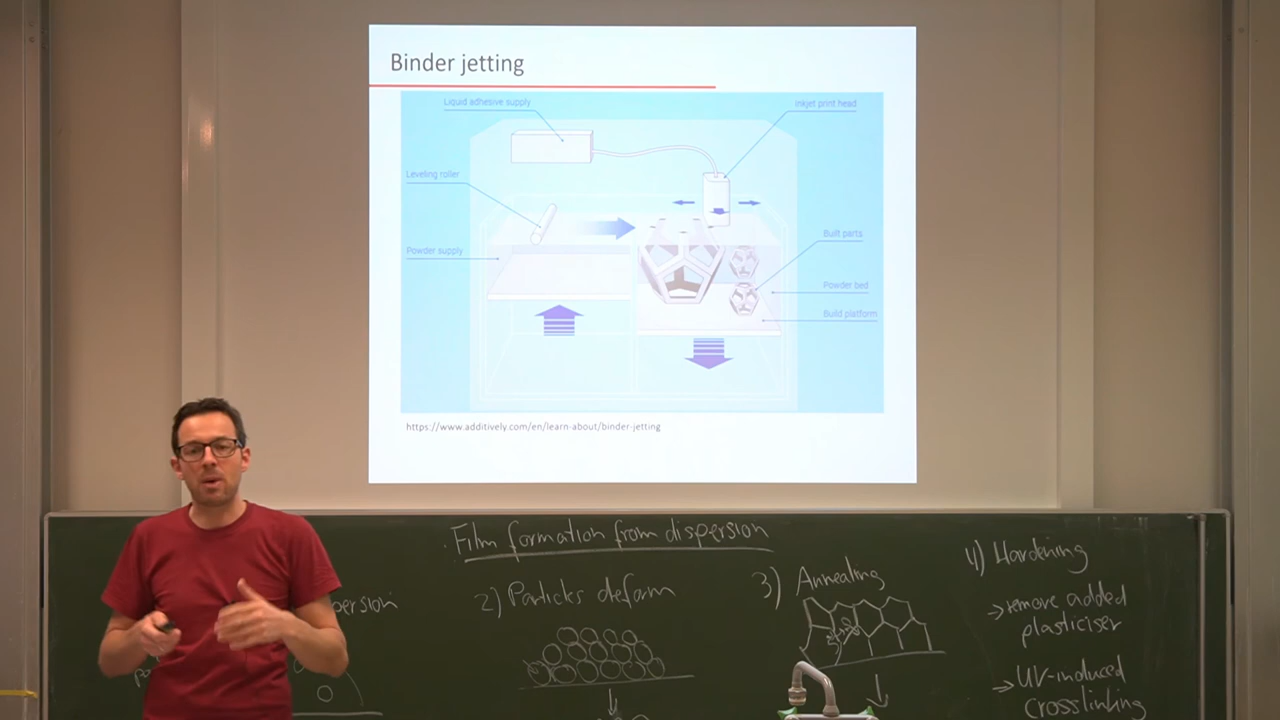 Binder jetting
Liquid adhesive supply
Inkjet print head
Leveling roller
Powder supply
Built parts
Powder bed
Build platform
https://www.additively.com/en/learn-about/binder-jetting
Film formation from dispersion
2) Particles deform
3) Annealing
4) Hardening
→ remove added
plasticiser
→ UV-induced
crosslinking